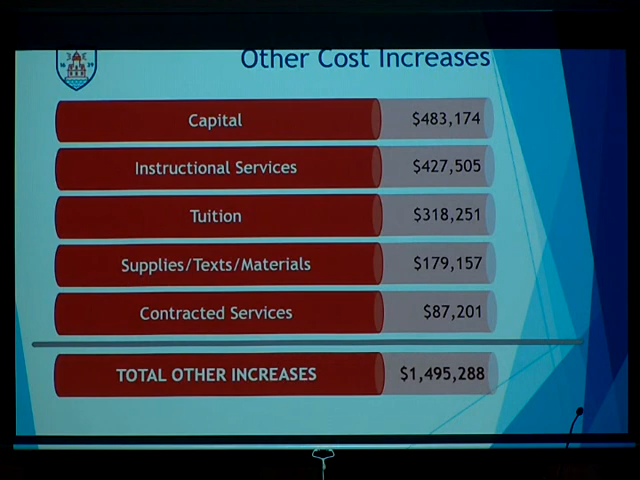 Other Cost Increases
Capital $483,174
Instructional Services $427,505
Tuition $318,251
Supplies/Texts/Materials $179,157
Contracted Services $87,201
TOTAL OTHER INCREASES $1,495,288